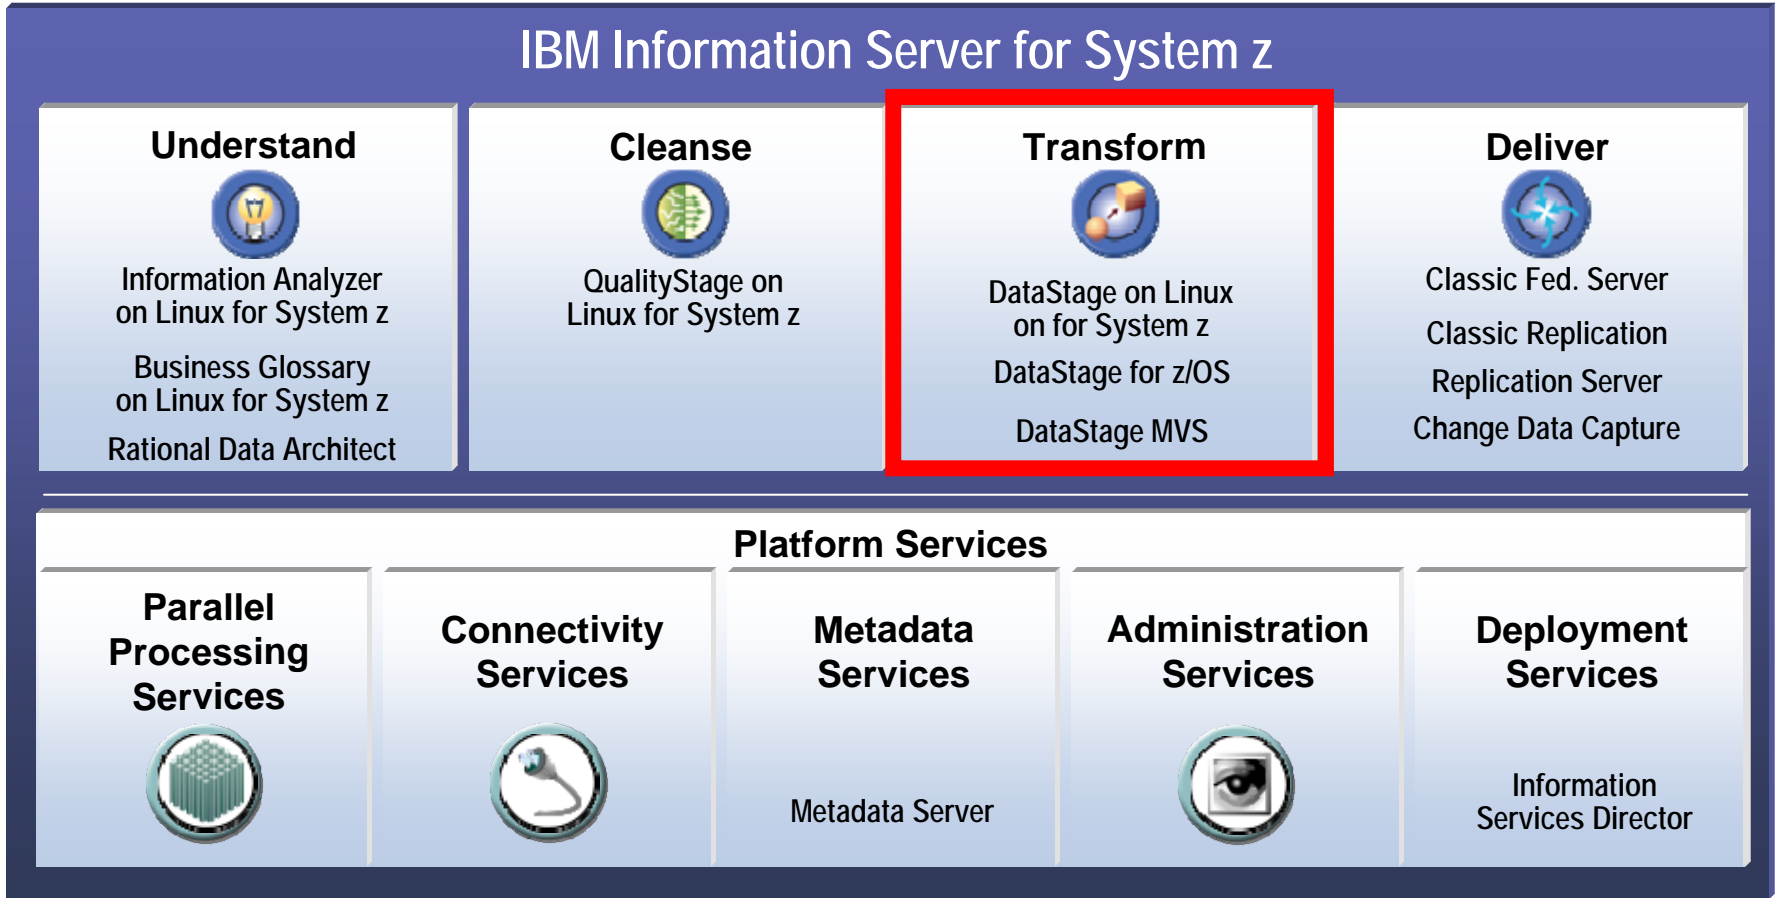 IBM Information Server for System z
Understand
Information Analyzer
on Linux for System z
Business Glossary
on Linux for System z
Rational Data Architect
Cleanse
QualityStage on
Linux for System z
Transform
DataStage on Linux
on for System z
DataStage for z/OS
DataStage MVS
Deliver
Classic Fed. Server
Classic Replication
Replication Server
Change Data Capture
Platform Services
Parallel
Processing
Services
Connectivity
Services
Metadata
Services
Metadata Server
Administration
Services
Deployment
Services
Information
Services Director